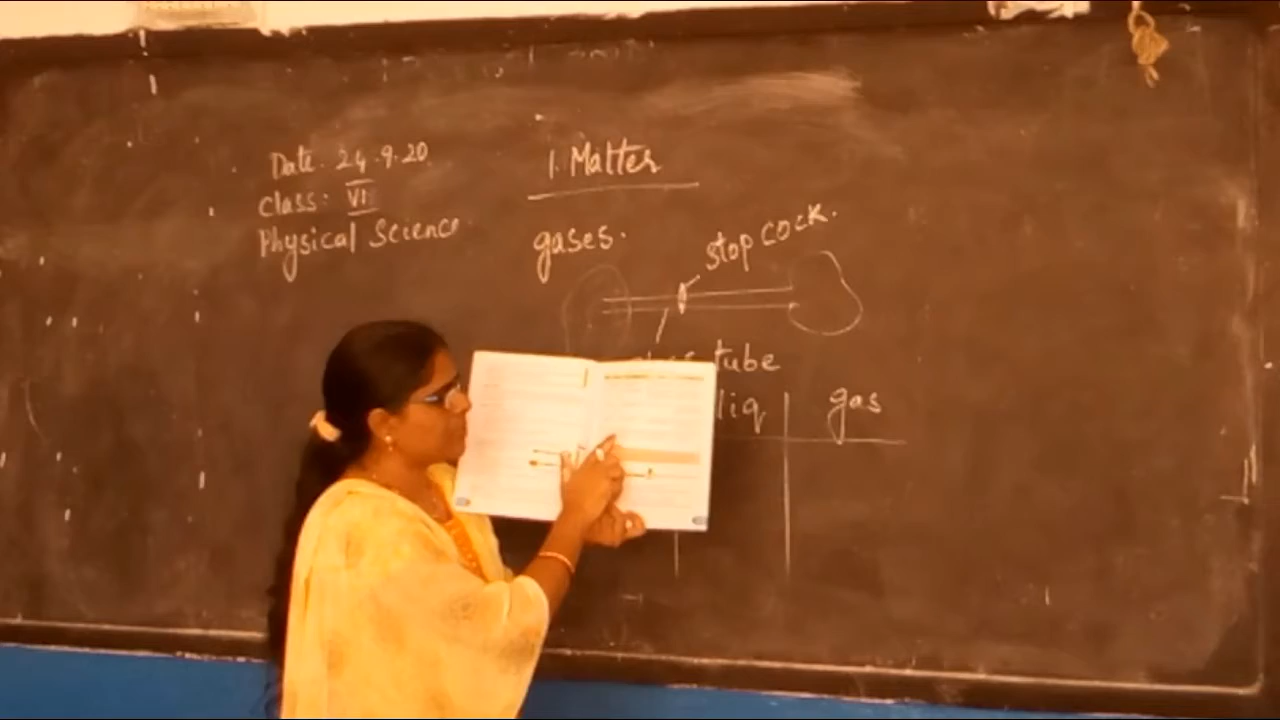 Date. 24.9.20
class: VI
Physical Science
1. Matter
gases.
stop cock.
tube
liq
gas